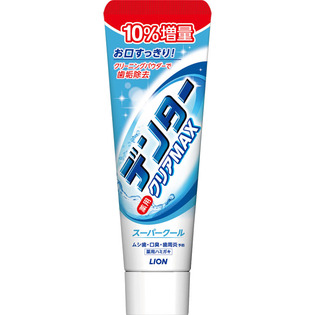 10%増量
お口すっきり!
クリーニングパウダーで
歯垢除去
デンター
薬用
クリアMAX
スーパークール
ムシ歯・口臭・歯周炎予防
薬用ハミガキ
LION